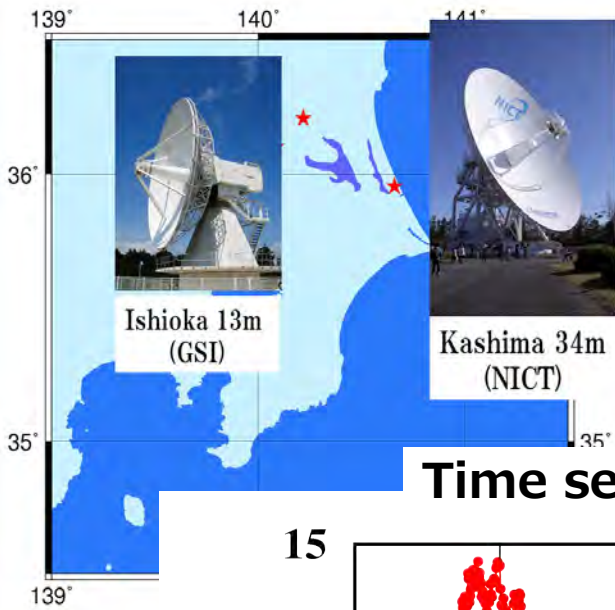 139°
140°
141°
36°
NICT
Ishioka 13m
(GSI)
Kashima 34m
(NICT)
35°
35°
Time se
15
139°